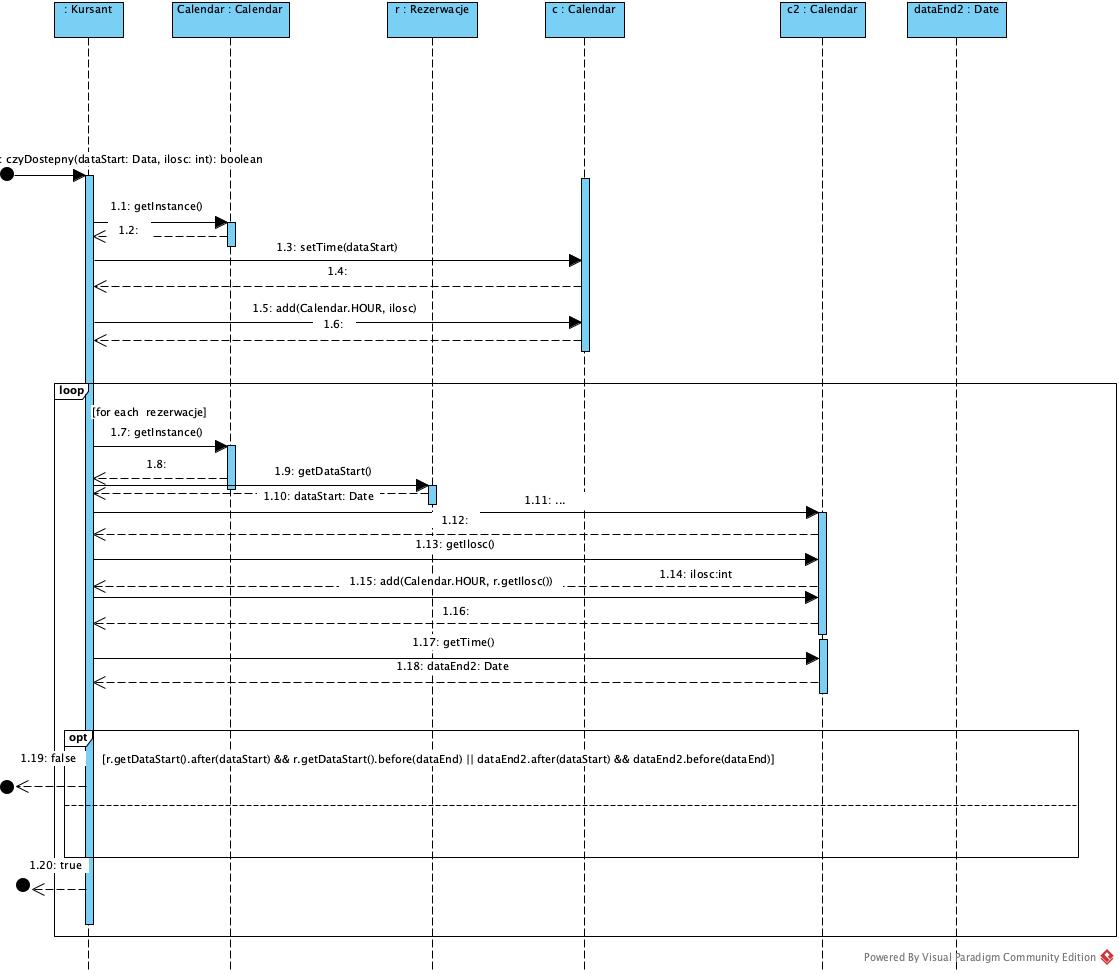 : Kursant
Calendar : Calendar
r : Rezerwacje
c : Calendar
c2 : Calendar
dataEnd2 : Date
: czyDostepny(dataStart: Data, ilosc: int): boolean
1.1: getInstance()
1.2:
1.3: setTime(dataStart)
1.4:
1.5: add(Calendar.HOUR, ilosc)
1.6:
loop
[for each rezerwacje]
1.7: getInstance()
1.8:
1.9: getDataStart()
1.10: dataStart: Date
1.11: ...
1.12:
1.13: getIlosc()
1.14: ilosc:int
1.15: add(Calendar.HOUR, r.getIlosc())
1.16:
1.17: getTime()
1.18: dataEnd2: Date
opt
1.19: false
[r.getDataStart().after(dataStart) && r.getDataStart().before(dataEnd) || dataEnd2.after(dataStart) && dataEnd2.before(dataEnd)]
1.20: true
Powered By Visual Paradigm Community Edition